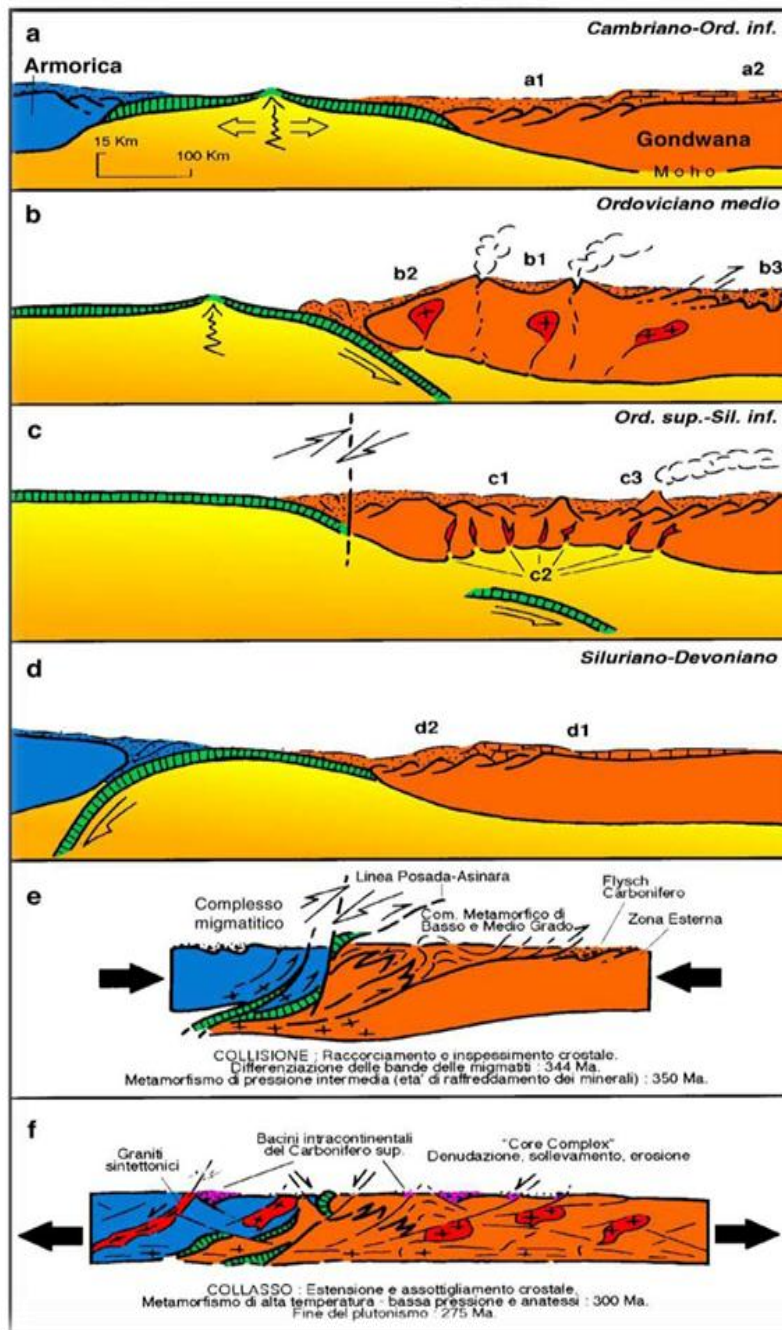 a
Cambriano-Ord. inf.
Armorica
a1
a2
15 Km
100 Km
Gondwana
Moho
b
Ordoviciano medio
b2
b1
b3
c
Ord. sup.-Sil. inf.
c1
c3
c2
d
Siluriano-Devoniano
d2
d1
e
Linea Posada-Asinara
Complesso
migmatitico
Com. Metamorfico di
Basso e Medio Grado
Flysch
Carbonifero
Zona Esterna
COLLISIONE : Raccorciamento e inspessimento crostale.
Differenziazione delle bande delle migmatiti : 344 Ma.
Metamorfismo di pressione intermedia (eta' di raffreddamento dei minerali) : 350 Ma.
f
Graniti
sintettonici
Bacini intracontinentali
del Carbonifero sup.
"Core Complex"
Denudazione, sollevamento, erosione
COLLASSO : Estensione e assottigliamento crostale.
Metamorfismo di alta temperatura - bassa pressione e anatessi : 300 Ma.
Fine del plutonismo : 275 Ma.